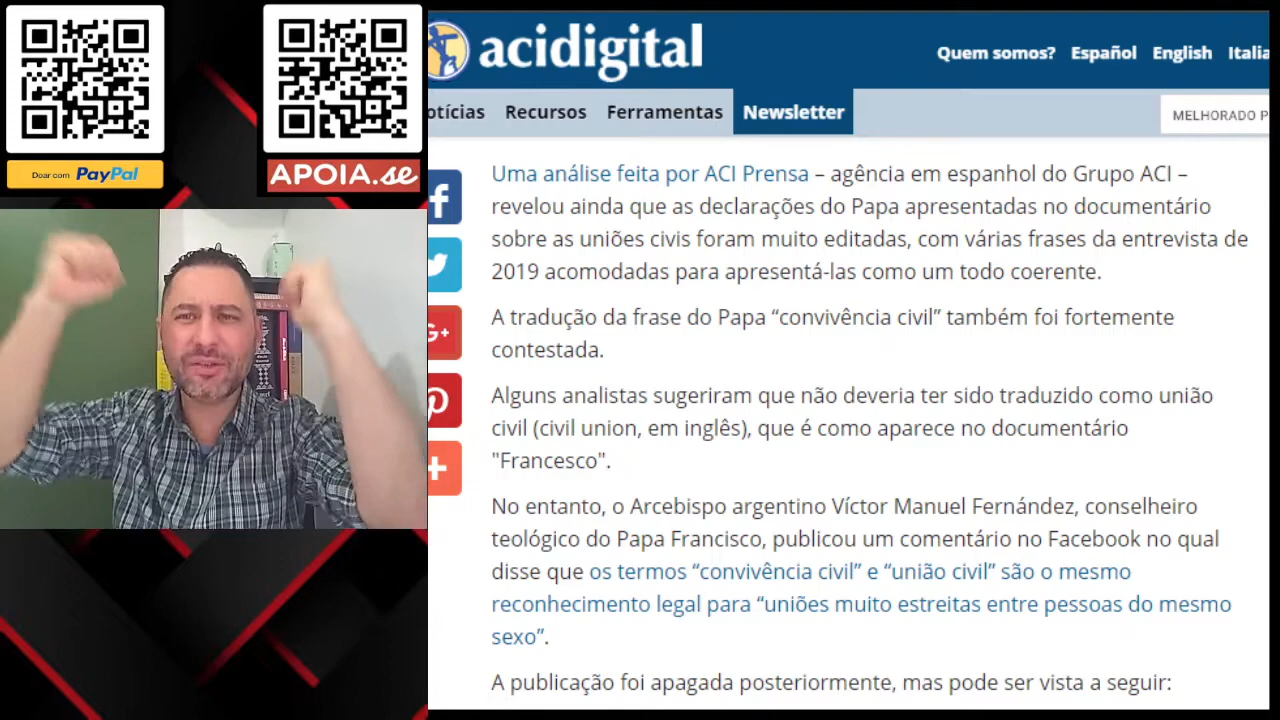 Doar com PayPal
APOIA.se
acidigital
Quem somos? Español English Italia
otícias Recursos Ferramentas Newsletter
MELHORADO P
Uma análise feita por ACI Prensa – agência em espanhol do Grupo ACI –
revelou ainda que as declarações do Papa apresentadas no documentário
sobre as uniões civis foram muito editadas, com várias frases da entrevista de
2019 acomodadas para apresentá-las como um todo coerente.
A tradução da frase do Papa “convivência civil” também foi fortemente
contestada.
Alguns analistas sugeriram que não deveria ter sido traduzido como união
civil (civil union, em inglês), que é como aparece no documentário
"Francesco".
No entanto, o Arcebispo argentino Víctor Manuel Fernández, conselheiro
teológico do Papa Francisco, publicou um comentário no Facebook no qual
disse que os termos “convivência civil” e “união civil” são o mesmo
reconhecimento legal para “uniões muito estreitas entre pessoas do mesmo
sexo”.
A publicação foi apagada posteriormente, mas pode ser vista a seguir: